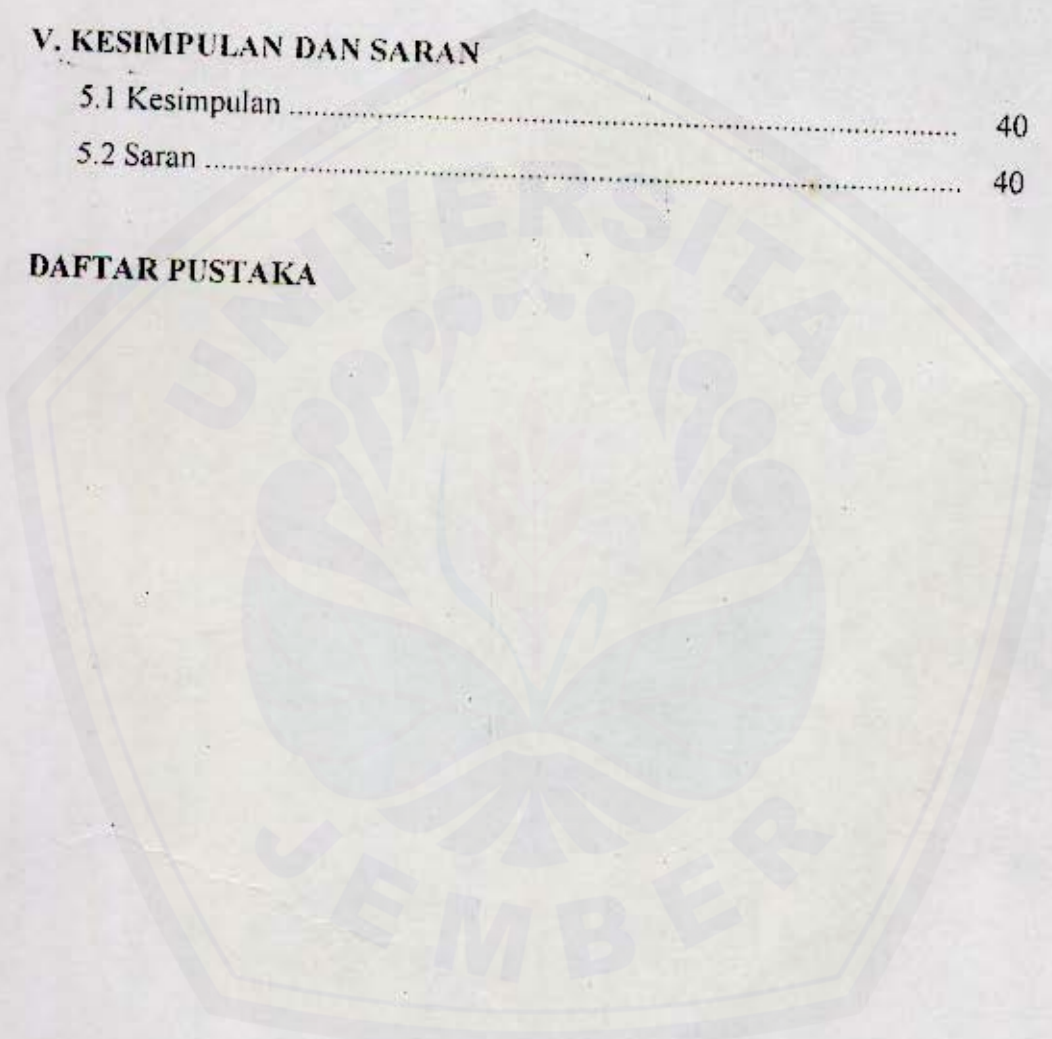 V. KESIMPULAN DAN SARAN
5.1 Kesimpulan ........................................................................................... 40
5.2 Saran ....................................................................................................... 40
DAFTAR PUSTAKA
UNIVERSITAS
JEMBER